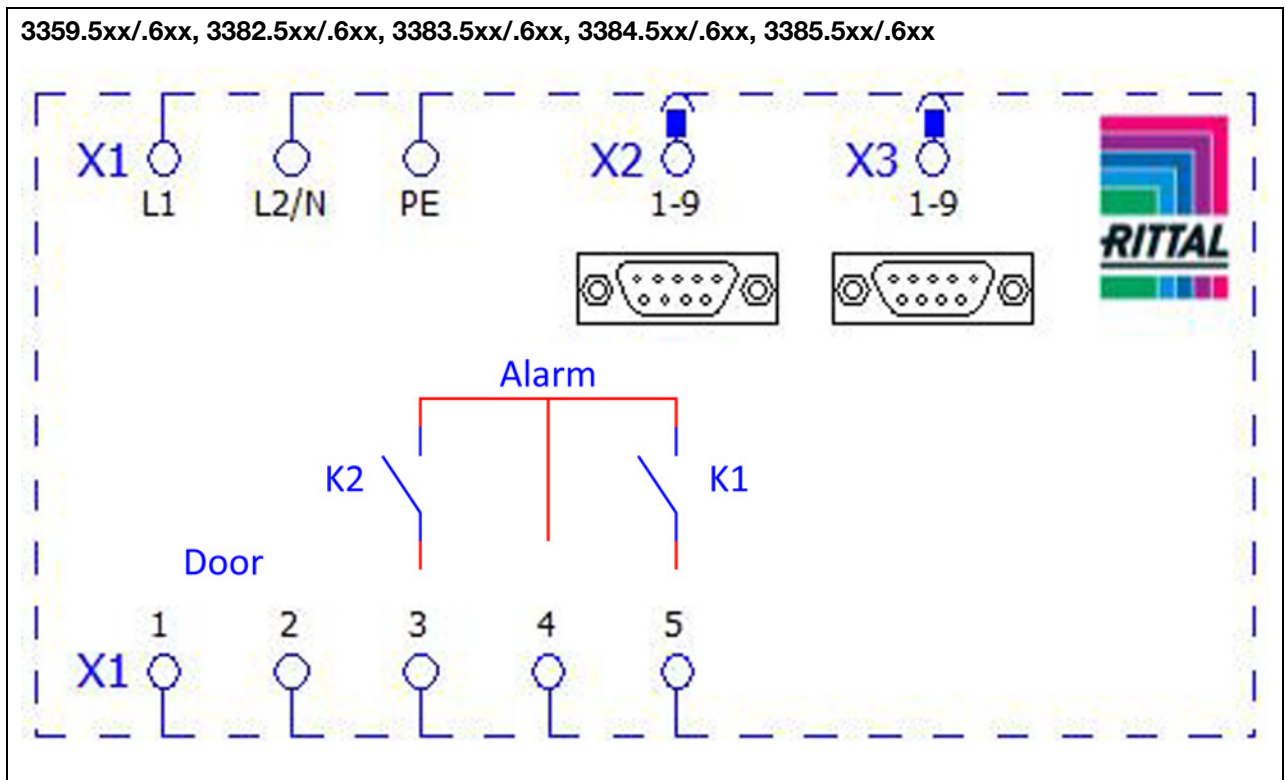 3359.5xx/.6xx, 3382.5xx/.6xx, 3383.5xx/.6xx, 3384.5xx/.6xx, 3385.5xx/.6xx
X1 X2 X3
L1 L2/N PE 1-9 1-9
RITTAL
Alarm
K2 K1
Door
1 2 3 4 5
X1